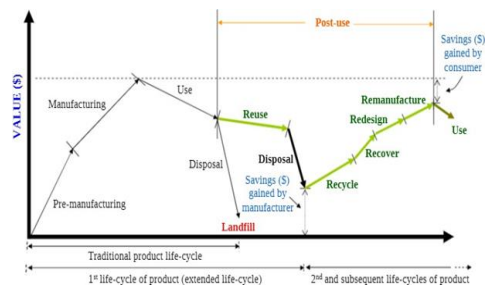 Post-use
Savings ($)
gained by
consumer
VALUE ($)
Manufacturing
Use
Reuse
Remanufacture
Redesign
Use
Disposal
Disposal
Recover
Savings ($)
gained by
manufacturer
Recycle
Pre-manufacturing
Landfill
Traditional product life-cycle
1st life-cycle of product (extended life-cycle)
2nd and subsequent life-cycles of product